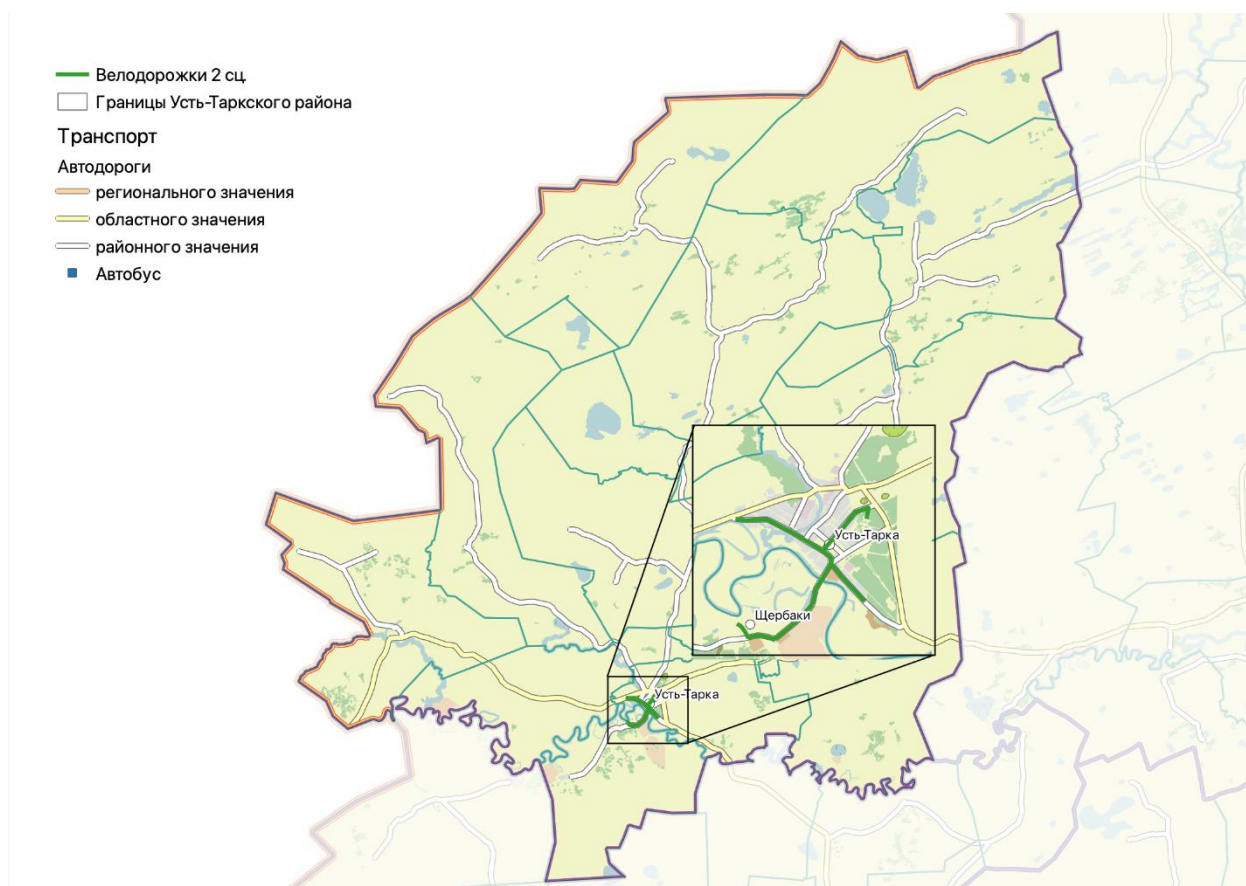 Велодорожки 2 сц.
Границы Усть-Таркского района
Транспорт
Автодороги
регионального значения
областного значения
районного значения
Автобус
Усть-Тарка
Щербаки
Усть-Тарка